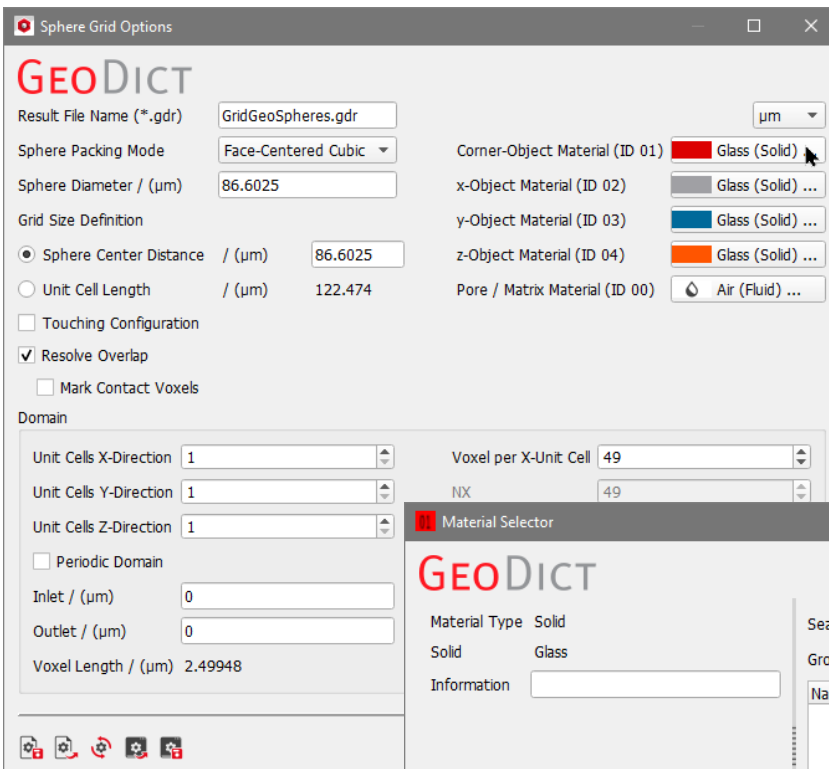 Sphere Grid Options
GEODICT
Result File Name (*.gdr) GridGeoSpheres.gdr µm
Sphere Packing Mode Face-Centered Cubic Corner-Object Material (ID 01) Glass (Solid) ...
Sphere Diameter / (µm) 86.6025 x-Object Material (ID 02) Glass (Solid) ...
Grid Size Definition y-Object Material (ID 03) Glass (Solid) ...
Sphere Center Distance / (µm) 86.6025 z-Object Material (ID 04) Glass (Solid) ...
Unit Cell Length / (µm) 122.474 Pore / Matrix Material (ID 00) Air (Fluid) ...
Touching Configuration
Resolve Overlap
Mark Contact Voxels
Domain
Unit Cells X-Direction 1 Voxel per X-Unit Cell 49
Unit Cells Y-Direction 1 NX 49
Unit Cells Z-Direction 1 01 Material Selector
Periodic Domain GEODICT
Inlet / (µm) 0
Outlet / (µm) 0 Material Type Solid Sea
Voxel Length / (µm) 2.49948 Solid Glass Gro
Information Na